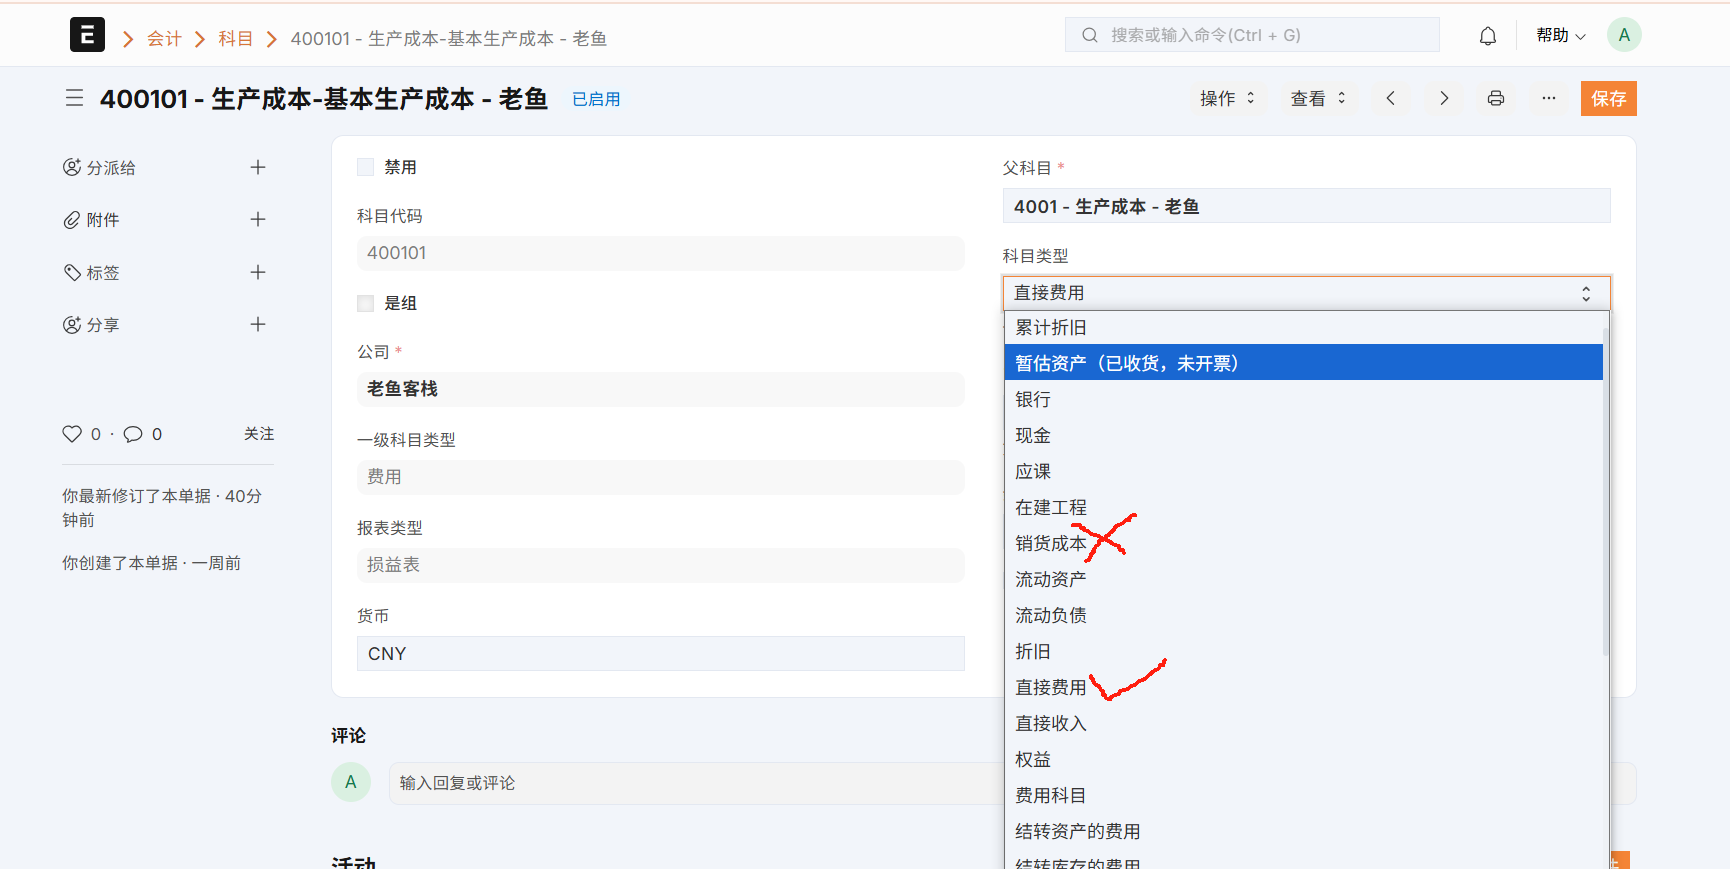 E 会计 科目 400101 - 生产成本-基本生产成本 - 老鱼 搜索或输入命令(Ctrl + G) 帮助 A
400101 - 生产成本-基本生产成本 - 老鱼 已启用 操作 查看 ··· 保存
分派给
附件
标签
分享
0 · 0 关注
你最新修订了本单据 · 40分
钟前
你创建了本单据 · 一周前
禁用
科目代码
400101
是组
公司 *
老鱼客栈
一级科目类型
费用
报表类型
损益表
货币
CNY
父科目 *
4001 - 生产成本 - 老鱼
科目类型
直接费用
累计折旧
暂估资产（已收货，未开票）
银行
现金
应课
在建工程
销货成本
流动资产
流动负债
折旧
直接费用
直接收入
权益
费用科目
结转资产的费用
结转库存的费用
评论
A 输入回复或评论
活动